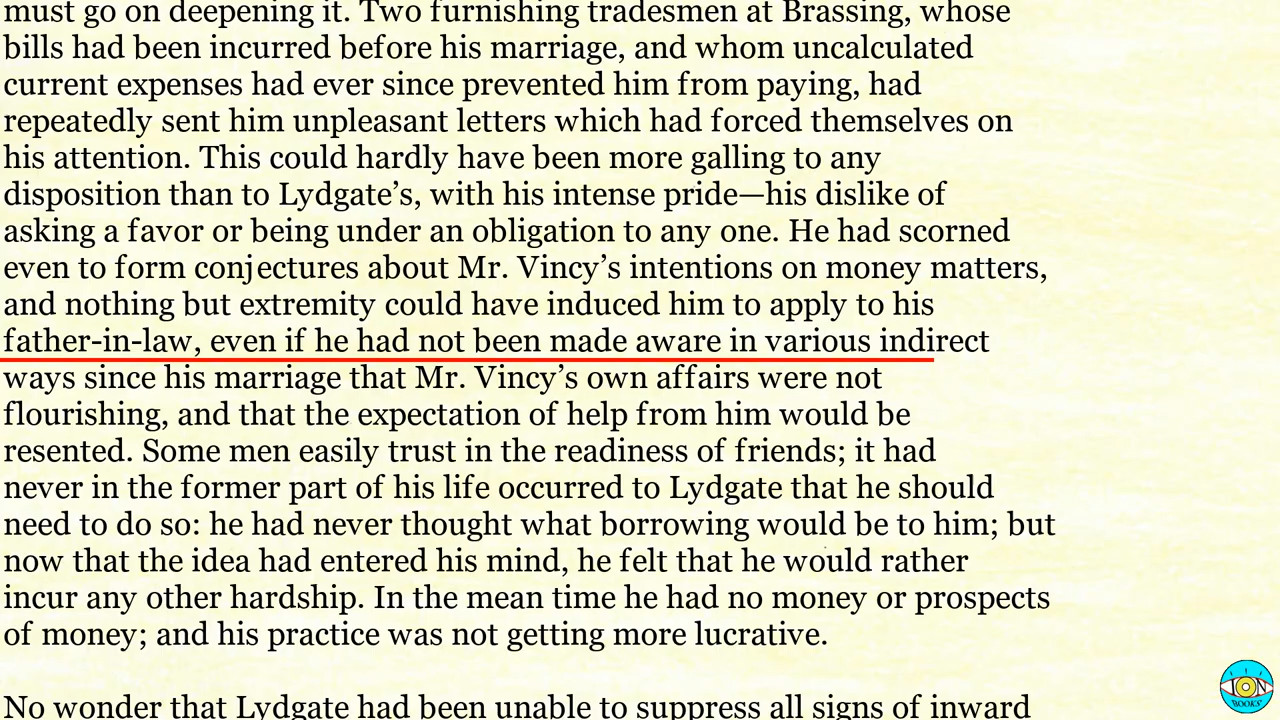 must go on deepening it. Two furnishing tradesmen at Brassing, whose
bills had been incurred before his marriage, and whom uncalculated
current expenses had ever since prevented him from paying, had
repeatedly sent him unpleasant letters which had forced themselves on
his attention. This could hardly have been more galling to any
disposition than to Lydgate’s, with his intense pride—his dislike of
asking a favor or being under an obligation to any one. He had scorned
even to form conjectures about Mr. Vincy’s intentions on money matters,
and nothing but extremity could have induced him to apply to his
father-in-law, even if he had not been made aware in various indirect
ways since his marriage that Mr. Vincy’s own affairs were not
flourishing, and that the expectation of help from him would be
resented. Some men easily trust in the readiness of friends; it had
never in the former part of his life occurred to Lydgate that he should
need to do so: he had never thought what borrowing would be to him; but
now that the idea had entered his mind, he felt that he would rather
incur any other hardship. In the mean time he had no money or prospects
of money; and his practice was not getting more lucrative.
No wonder that Lydgate had been unable to suppress all signs of inward
ION
BOOKS